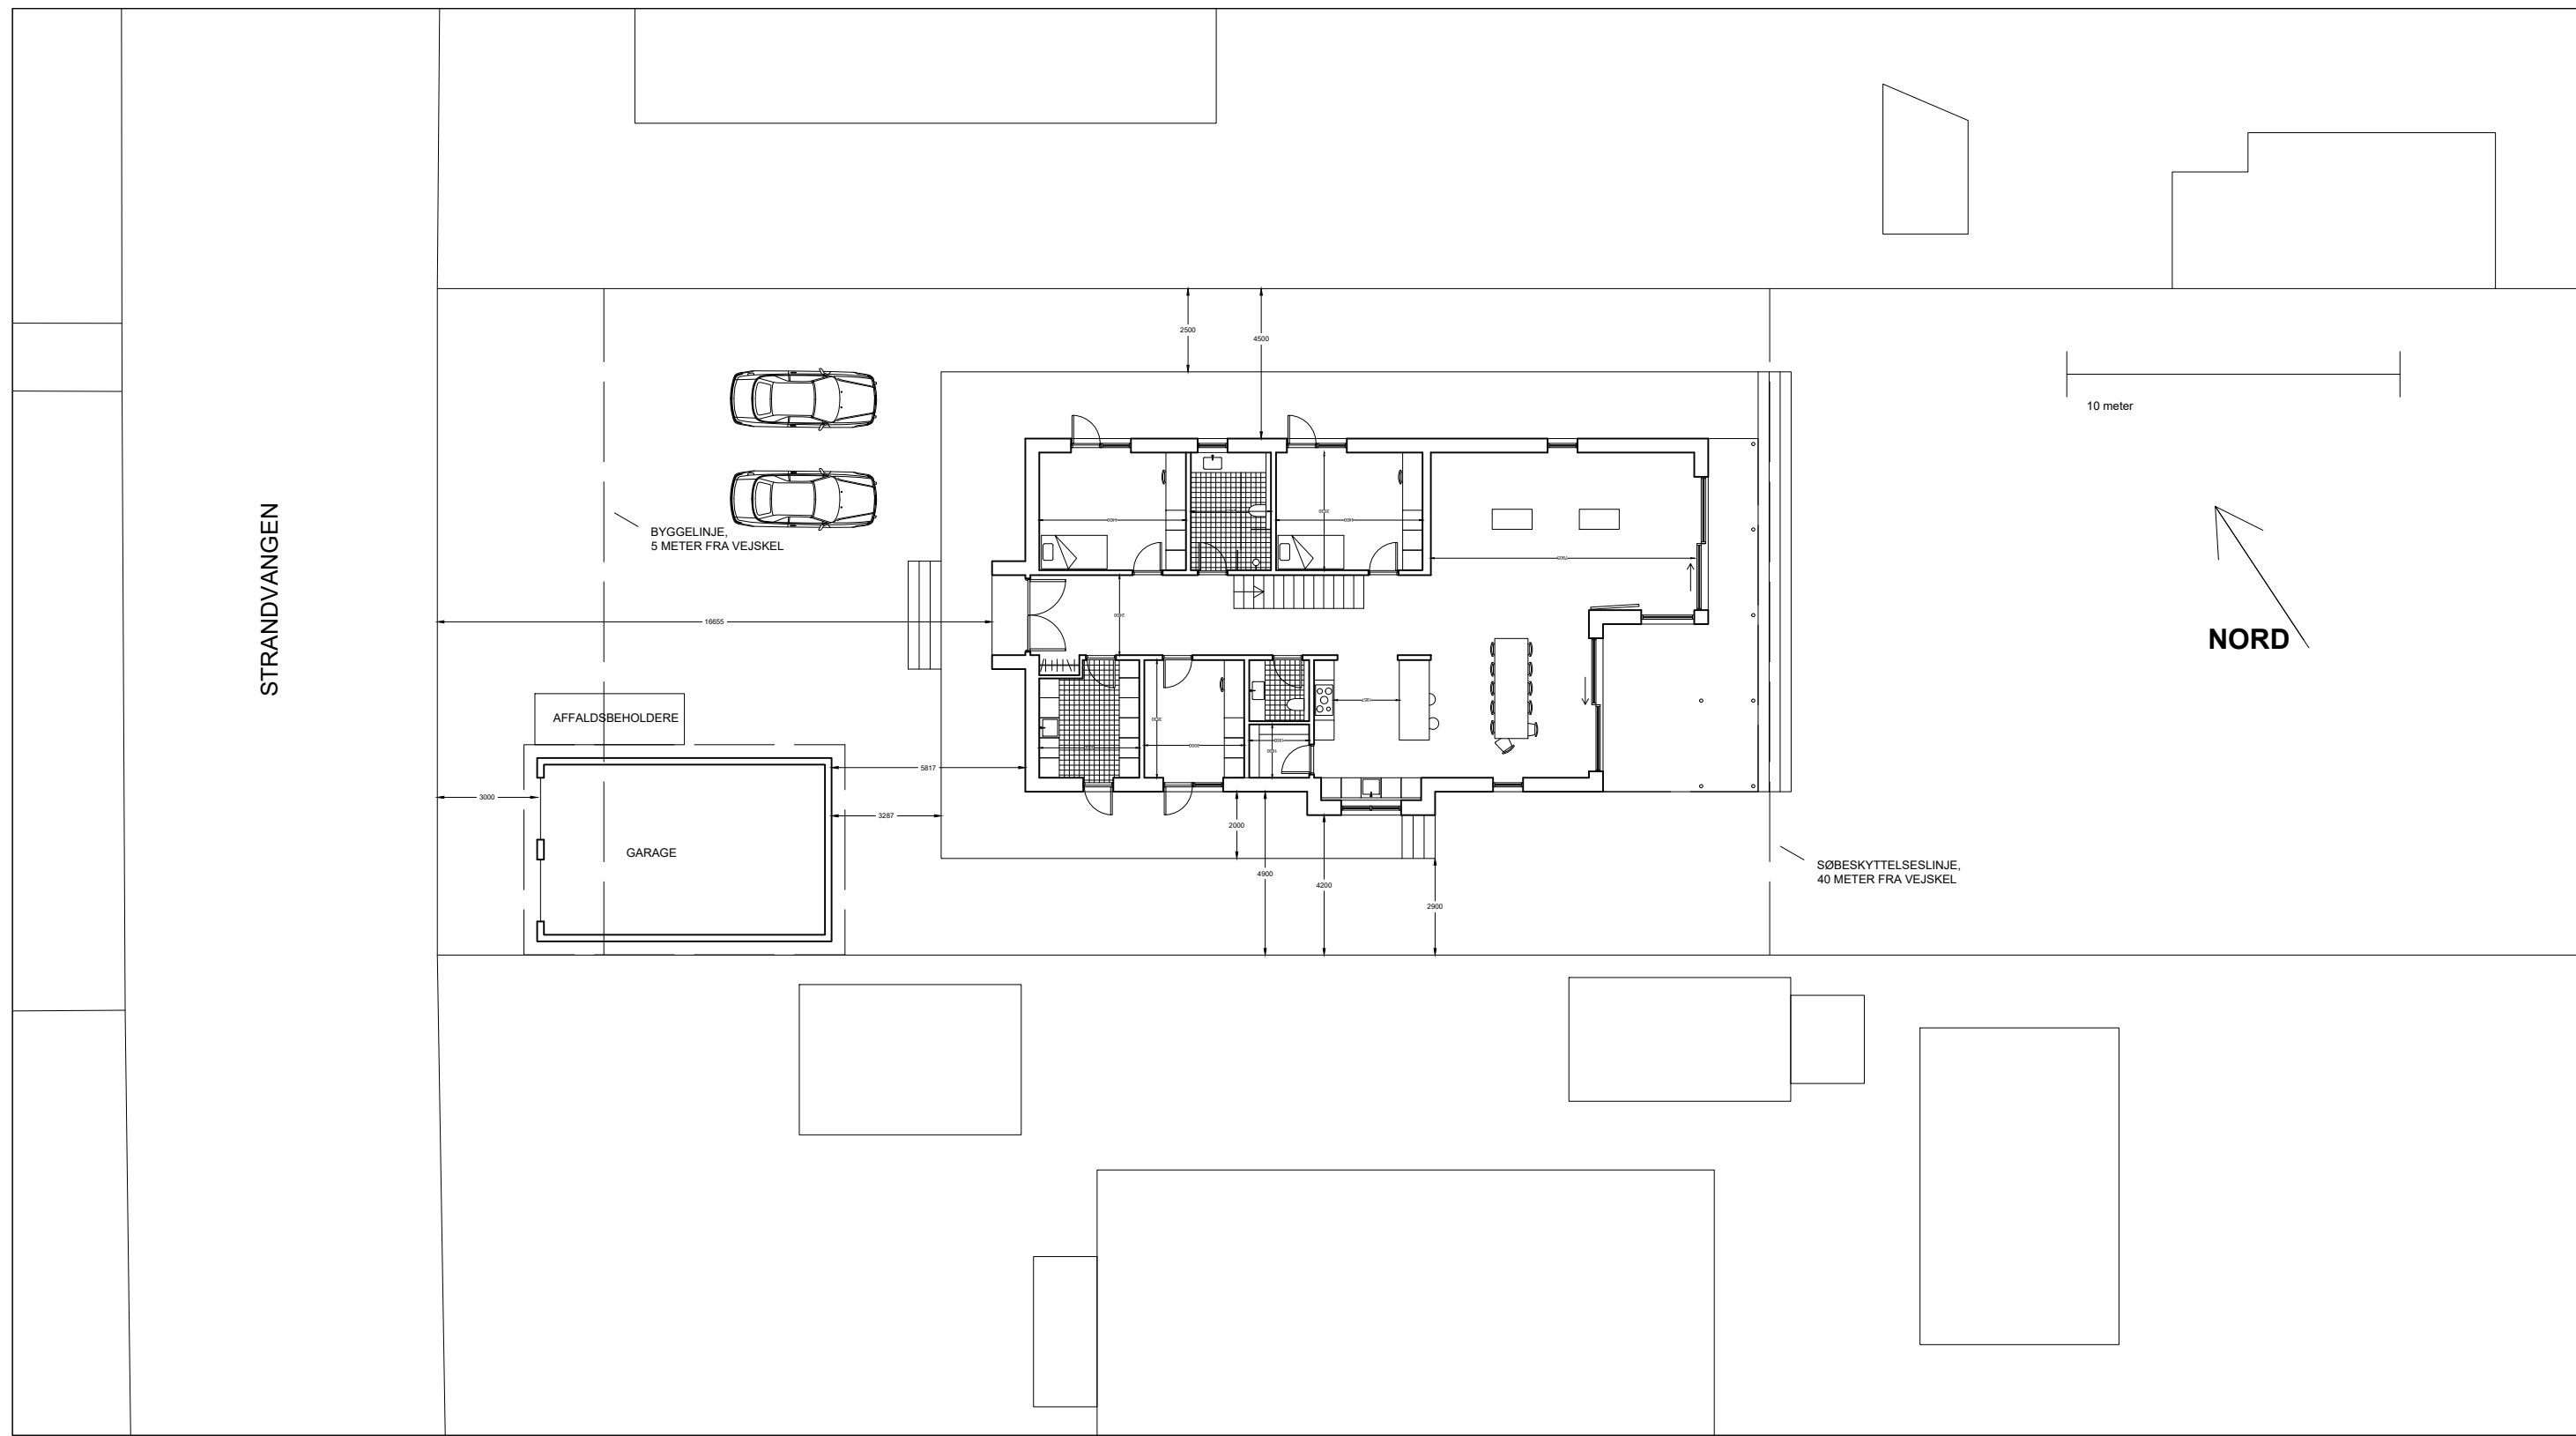 2500
4500
10 meter
STRANDVANGEN
BYGGELINJE,
5 METER FRA VEJSKEL
16655
NORD
AFFALDSBEHOLDERE
5817
3000
3287
2000
GARAGE
4900
4200
2900
SØBESKYTTELSESLINJE,
40 METER FRA VEJSKEL